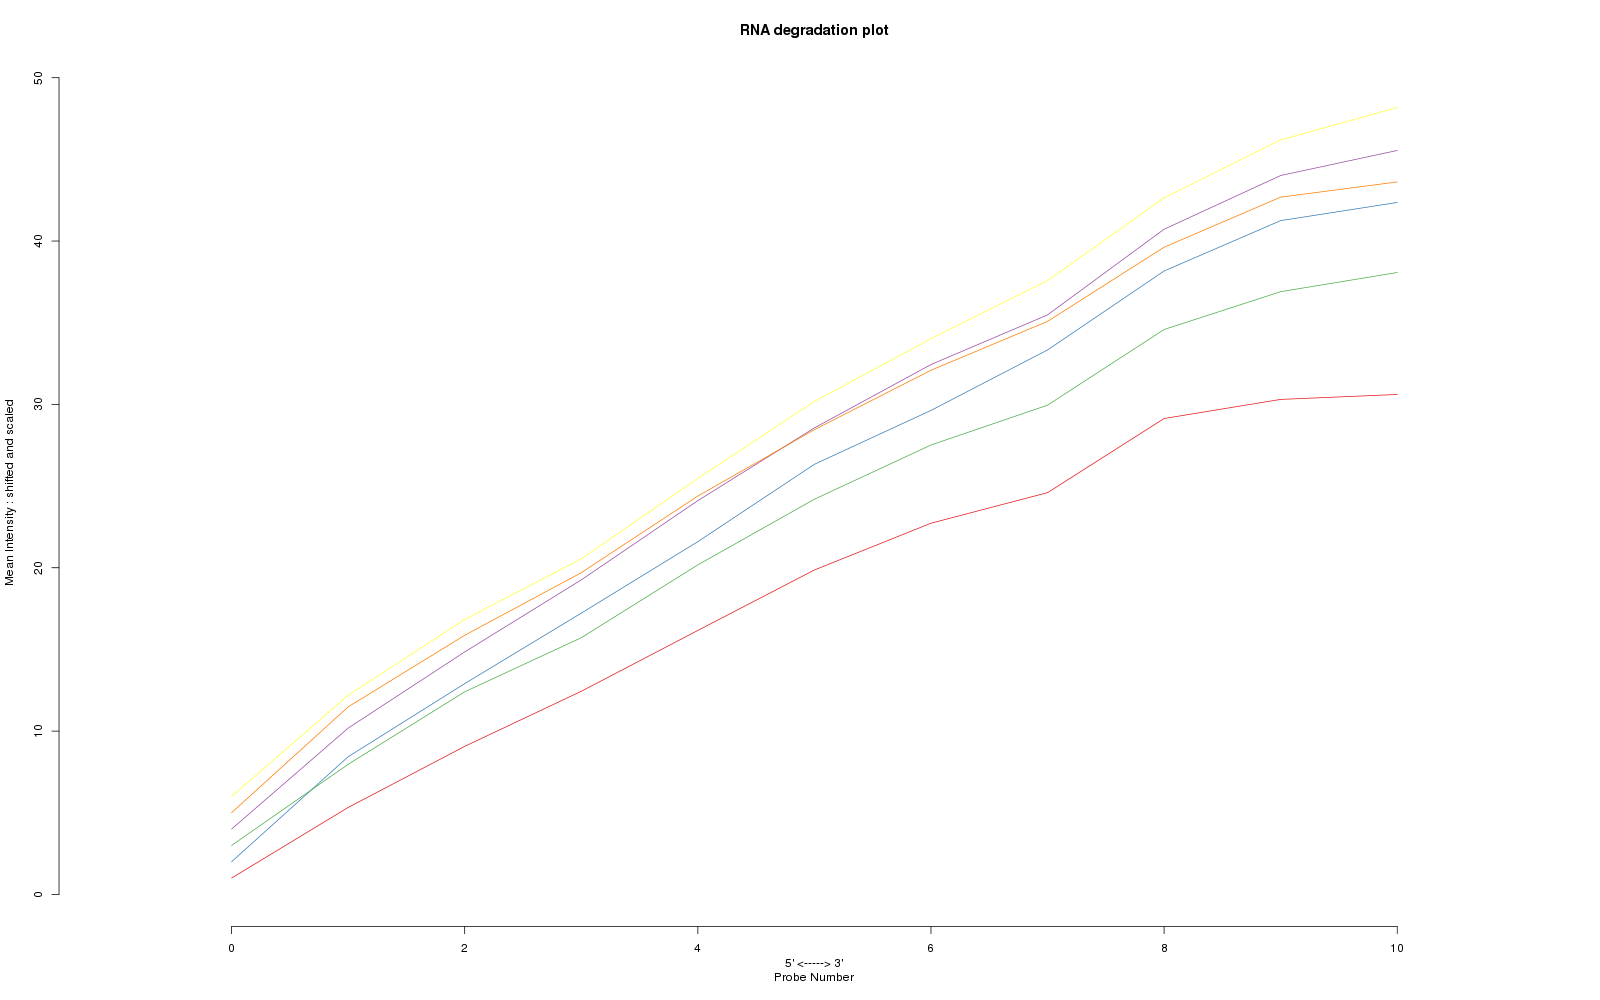 RNA degradation plot
Mean Intensity : shifted and scaled
50
40
30
20
10
0
0 2 4 6 8 10
5' <-----> 3'
Probe Number